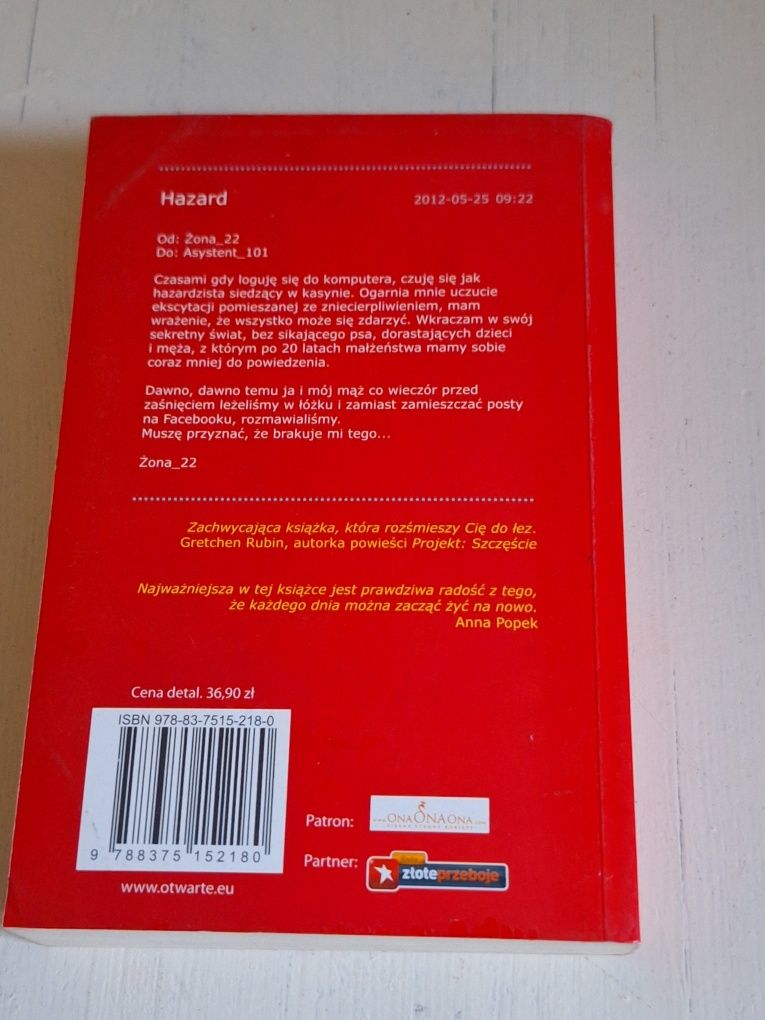 Hazard 2012-05-25 09:22
Od: Żona_22
Do: Asystent_101
Czasami gdy loguję się do komputera, czuję się jak
hazardzista siedzący w kasynie. Ogarnia mnie uczucie
ekscytacji pomieszanej ze zniecierpliwieniem, mam
wrażenie, że wszystko może się zdarzyć. Wkraczam w swój
sekretny świat, bez sikającego psa, dorastających dzieci
i męża, z którym po 20 latach małżeństwa mamy sobie
coraz mniej do powiedzenia.
Dawno, dawno temu ja i mój mąż co wieczór przed
zaśnięciem leżeliśmy w łóżku i zamiast zamieszczać posty
na Facebooku, rozmawialiśmy.
Muszę przyznać, że brakuje mi tego...
Żona_22
Zachwycająca książka, która rozśmieszy Cię do łez.
Gretchen Rubin, autorka powieści Projekt: Szczęście
Najważniejsza w tej książce jest prawdziwa radość z tego,
że każdego dnia można zacząć żyć na nowo.
Anna Popek
Cena detal. 36,90 zł
ISBN 978-83-7515-218-0
9 788375 152180
www.otwarte.eu
Patron: www.ONAONAONA.com
Partner: złoteprzeboje